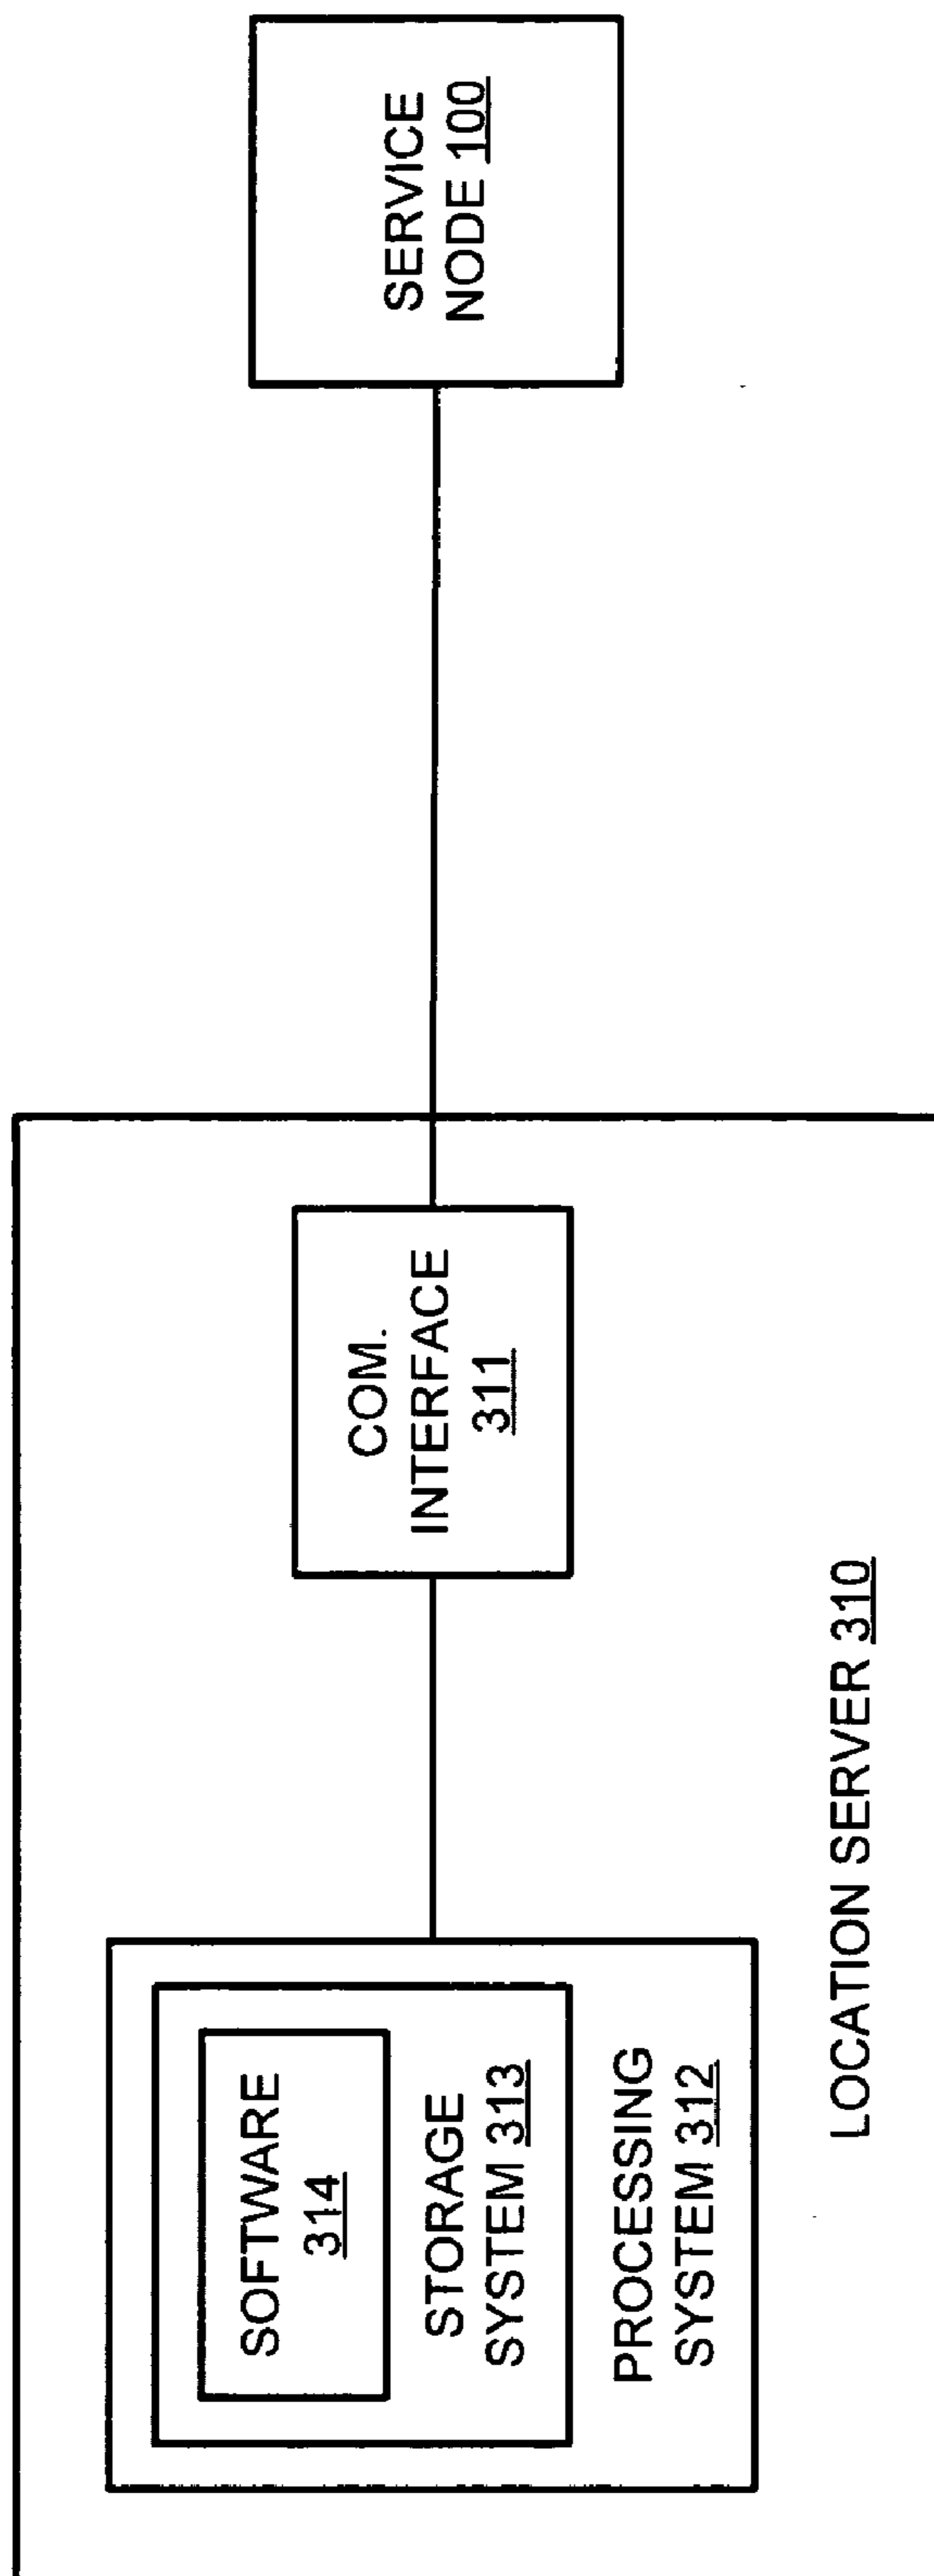 SOFTWARE
314
STORAGE
SYSTEM 313
PROCESSING
SYSTEM 312
COM.
INTERFACE
311
LOCATION SERVER 310
SERVICE
NODE 100